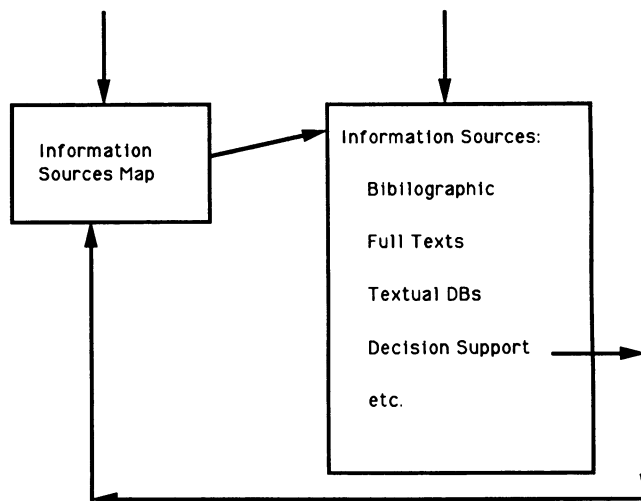 Information
Sources Map
Information Sources:
Bibilographic
Full Texts
Textual DBs
Decision Support
etc.